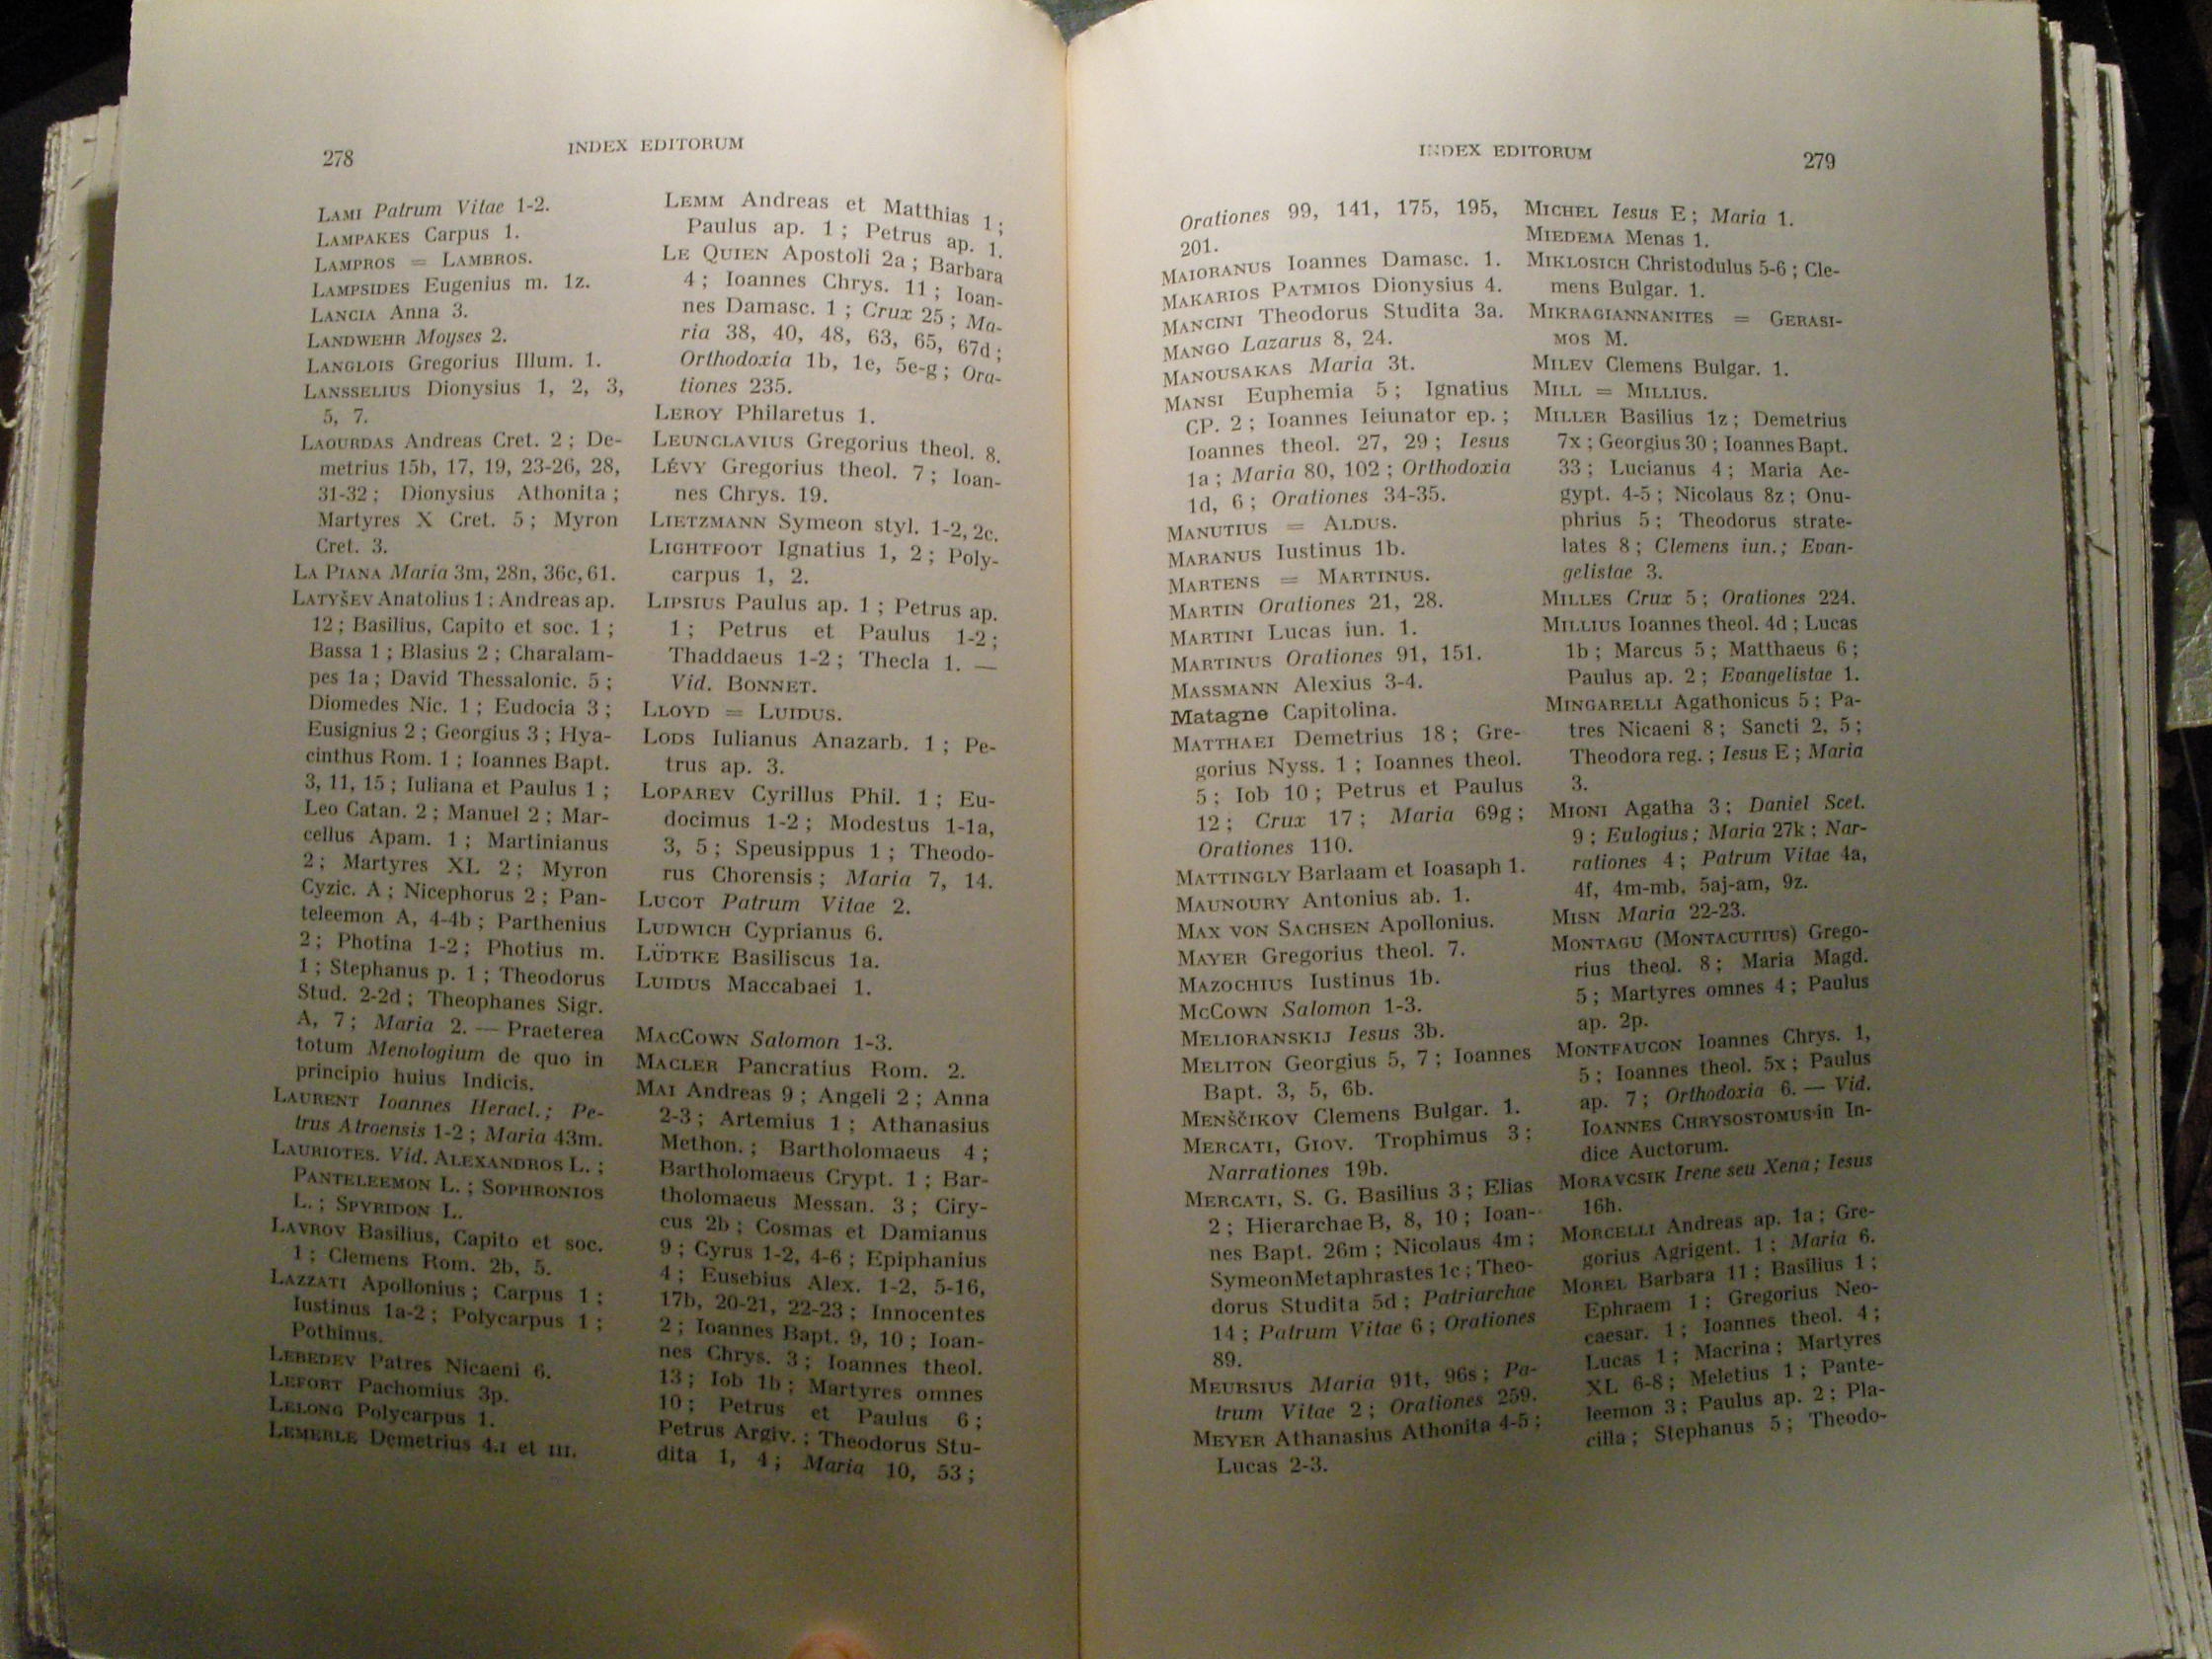 278
INDEX EDITORUM
LAMI Patrum Vitae 1-2.
LAMPAKES Carpus 1.
LAMPROS = LAMBROS.
LAMPSIDES Eugenius m. 1z.
LANCIA Anna 3.
LANDWEHR Moyses 2.
LANGLOIS Gregorius Illum. 1.
LANSSELIUS Dionysius 1, 2, 3,
5, 7.
LAOURDAS Andreas Cret. 2 ; De-
metrius 15b, 17, 19, 23-26, 28,
31-32 ; Dionysius Athonita ;
Martyres X Cret. 5 ; Myron
Cret. 3.
LA PIANA Maria 3m, 28n, 36c, 61.
LATYŠEV Anatolius 1 ; Andreas ap.
12 ; Basilius, Capito et soc. 1 ;
Bassa 1 ; Blasius 2 ; Charalam-
pes 1a ; David Thessalonic. 5 ;
Diomedes Nic. 1 ; Eudocia 3 ;
Eusignius 2 ; Georgius 3 ; Hya-
cinthus Rom. 1 ; Ioannes Bapt.
3, 11, 15 ; Iuliana et Paulus 1 ;
Leo Catan. 2 ; Manuel 2 ; Mar-
cellus Apam. 1 ; Martinianus
2 ; Martyres XL 2 ; Myron
Cyzic. A ; Nicephorus 2 ; Pan-
teleemon A, 4-4b ; Parthenius
2 ; Photina 1-2 ; Photius m.
1 ; Stephanus p. 1 ; Theodorus
Stud. 2-2d ; Theophanes Sigr.
A, 7 ; Maria 2. — Praeterea
totum Menologium de quo in
principio huius Indicis.
LAURENT Ioannes Heracl. ; Pe-
trus Atroensis 1-2 ; Maria 43m.
LAURIOTES. Vid. ALEXANDROS L. ;
PANTELEEMON L. ; SOPHRONIOS
L. ; SPYRIDON L.
LAVROV Basilius, Capito et soc.
1 ; Clemens Rom. 2b, 5.
LAZZATI Apollonius ; Carpus 1 ;
Iustinus 1a-2 ; Polycarpus 1 ;
Pothinus.
LEBEDEV Patres Nicaeni 6.
LEFORT Pachomius 3p.
LELONG Polycarpus 1.
LEMERLE Demetrius 4.I et III.
LEMM Andreas et Matthias 1 ;
Paulus ap. 1 ; Petrus ap. 1.
LE QUIEN Apostoli 2a ; Barbara
4 ; Ioannes Chrys. 11 ; Ioan-
nes Damasc. 1 ; Crux 25 ; Ma-
ria 38, 40, 48, 63, 65, 67d ;
Orthodoxia 1b, 1e, 5e-g ; Ora-
tiones 235.
LEROY Philaretus 1.
LEUNCLAVIUS Gregorius theol. 8.
LÉVY Gregorius theol. 7 ; Ioan-
nes Chrys. 19.
LIETZMANN Symeon styl. 1-2, 2c.
LIGHTFOOT Ignatius 1, 2 ; Poly-
carpus 1, 2.
LIPSIUS Paulus ap. 1 ; Petrus ap.
1 ; Petrus et Paulus 1-2 ;
Thaddaeus 1-2 ; Thecla 1. —
Vid. BONNET.
LLOYD = LUIDUS.
LODS Iulianus Anazarb. 1 ; Pe-
trus ap. 3.
LOPAREV Cyrillus Phil. 1 ; Eu-
docimus 1-2 ; Modestus 1-1a,
3, 5 ; Speusippus 1 ; Theodo-
rus Chorensis ; Maria 7, 14.
LUCOT Patrum Vitae 2.
LUDWICH Cyprianus 6.
LÜDTKE Basiliscus 1a.
LUIDUS Maccabaei 1.
MACCOWN Salomon 1-3.
MACLER Pancratius Rom. 2.
MAI Andreas 9 ; Angeli 2 ; Anna
2-3 ; Artemius 1 ; Athanasius
Methon. ; Bartholomaeus 4 ;
Bartholomaeus Crypt. 1 ; Bar-
tholomaeus Messan. 3 ; Ciry-
cus 2b ; Cosmas et Damianus
9 ; Cyrus 1-2, 4-6 ; Epiphanius
4 ; Eusebius Alex. 1-2, 5-16,
17b, 20-21, 22-23 ; Innocentes
2 ; Ioannes Bapt. 9, 10 ; Ioan-
nes Chrys. 3 ; Ioannes theol.
13 ; Iob 1b ; Martyres omnes
10 ; Petrus et Paulus 6 ;
Petrus Argiv. ; Theodorus Stu-
dita 1, 4 ; Maria 10, 53 ;
INDEX EDITORUM
279
Orationes 99, 141, 175, 195,
201.
MAIORANUS Ioannes Damasc. 1.
MAKARIOS PATMIOS Dionysius 4.
MANCINI Theodorus Studita 3a.
MANGO Lazarus 8, 24.
MANOUSAKAS Maria 3t.
MANSI Euphemia 5 ; Ignatius
CP. 2 ; Ioannes Ieiunator ep. ;
Ioannes theol. 27, 29 ; Iesus
1a ; Maria 80, 102 ; Orthodoxia
1d, 6 ; Orationes 34-35.
MANUTIUS = ALDUS.
MARANUS Iustinus 1b.
MARTENS = MARTINUS.
MARTIN Orationes 21, 28.
MARTINI Lucas iun. 1.
MARTINUS Orationes 91, 151.
MASSMANN Alexius 3-4.
Matagne Capitolina.
MATTHAEI Demetrius 18 ; Gre-
gorius Nyss. 1 ; Ioannes theol.
5 ; Iob 10 ; Petrus et Paulus
12 ; Crux 17 ; Maria 69g ;
Orationes 110.
MATTINGLY Barlaam et Ioasaph 1.
MAUNOURY Antonius ab. 1.
MAX VON SACHSEN Apollonius.
MAYER Gregorius theol. 7.
MAZOCHIUS Iustinus 1b.
MCCOWN Salomon 1-3.
MELIORANSKIJ Iesus 3b.
MELITON Georgius 5, 7 ; Ioannes
Bapt. 3, 5, 6b.
MENŠČIKOV Clemens Bulgar. 1.
MERCATI, GIOV. Trophimus 3 ;
Narrationes 19b.
MERCATI, S. G. Basilius 3 ; Elias
2 ; Hierarchae B, 8, 10 ; Ioan-
nes Bapt. 26m ; Nicolaus 4m ;
Symeon Metaphrastes 1c ; Theo-
dorus Studita 5d ; Patriarchae
14 ; Patrum Vitae 6 ; Orationes
89.
MEURSIUS Maria 91t, 96s ; Pa-
trum Vitae 2 ; Orationes 259.
MEYER Athanasius Athonita 4-5 ;
Lucas 2-3.
MICHEL Iesus E ; Maria 1.
MIEDEMA Menas 1.
MIKLOSICH Christodulus 5-6 ; Cle-
mens Bulgar. 1.
MIKRAGIANNANITES = GERASI-
MOS M.
MILEV Clemens Bulgar. 1.
MILL = MILLIUS.
MILLER Basilius 1z ; Demetrius
7x ; Georgius 30 ; Ioannes Bapt.
33 ; Lucianus 4 ; Maria Ae-
gypt. 4-5 ; Nicolaus 8z ; Onu-
phrius 5 ; Theodorus strate-
lates 8 ; Clemens iun. ; Evan-
gelistae 3.
MILLES Crux 5 ; Orationes 224.
MILLIUS Ioannes theol. 4d ; Lucas
1b ; Marcus 5 ; Matthaeus 6 ;
Paulus ap. 2 ; Evangelistae 1.
MINGARELLI Agathonicus 5 ; Pa-
tres Nicaeni 8 ; Sancti 2, 5 ;
Theodora reg. ; Iesus E ; Maria
3.
MIONI Agatha 3 ; Daniel Scet.
9 ; Eulogius ; Maria 27k ; Nar-
rationes 4 ; Patrum Vitae 4a,
4f, 4m-mb, 5aj-am, 9z.
MISN Maria 22-23.
MONTAGU (MONTACUTIUS) Grego-
rius theol. 8 ; Maria Magd.
5 ; Martyres omnes 4 ; Paulus
ap. 2p.
MONTFAUCON Ioannes Chrys. 1,
5 ; Ioannes theol. 5x ; Paulus
ap. 7 ; Orthodoxia 6. — Vid.
IOANNES CHRYSOSTOMUS in In-
dice Auctorum.
MORAVCSIK Irene seu Xena ; Iesus
16h.
MORCELLI Andreas ap. 1a ; Gre-
gorius Agrigent. 1 ; Maria 6.
MOREL Barbara 11 ; Basilius 1 ;
Ephraem 1 ; Gregorius Neo-
caesar. 1 ; Ioannes theol. 4 ;
Lucas 1 ; Macrina ; Martyres
XL 6-8 ; Meletius 1 ; Pante-
leemon 3 ; Paulus ap. 2 ; Pla-
cilla ; Stephanus 5 ; Theodo-